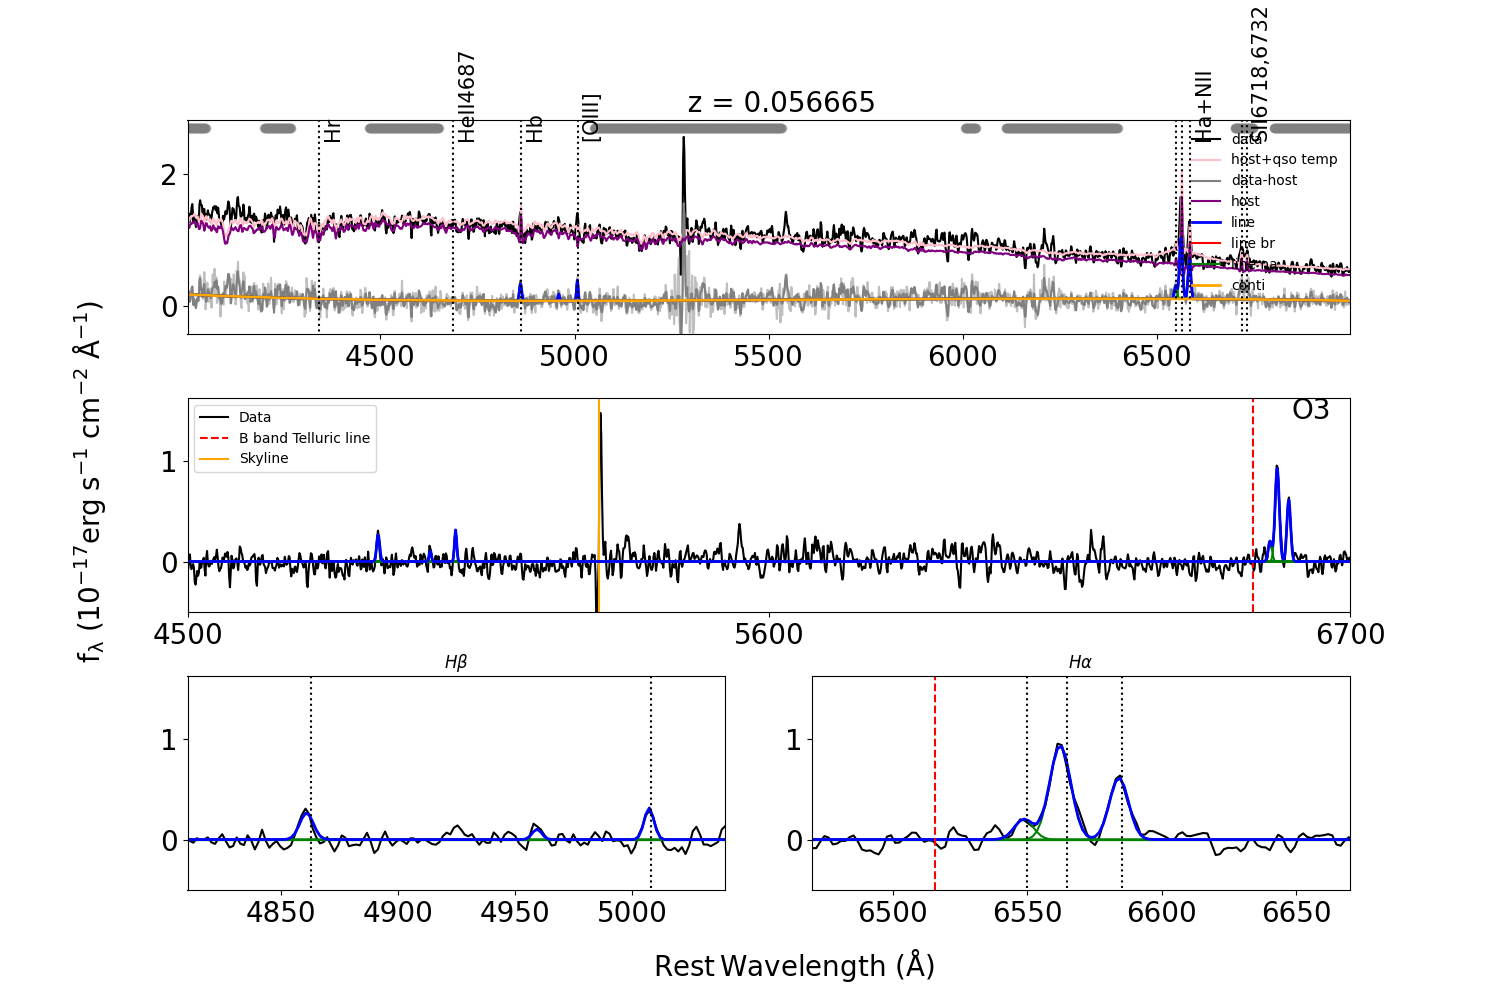 z = 0.056665
Hr
HeII4687
Hb
[OIII]
Ha+NII
SII6718,6732
data
host+qso temp
data-host
host
line
line br
conti
2
0
4500
5000
5500
6000
6500
f_λ (10^−17 erg s^−1 cm^−2 Å^−1)
O3
Data
B band Telluric line
Skyline
1
0
4500
5600
6700
Hβ
1
0
4850
4900
4950
5000
Hα
1
0
6500
6550
6600
6650
Rest Wavelength (Å)